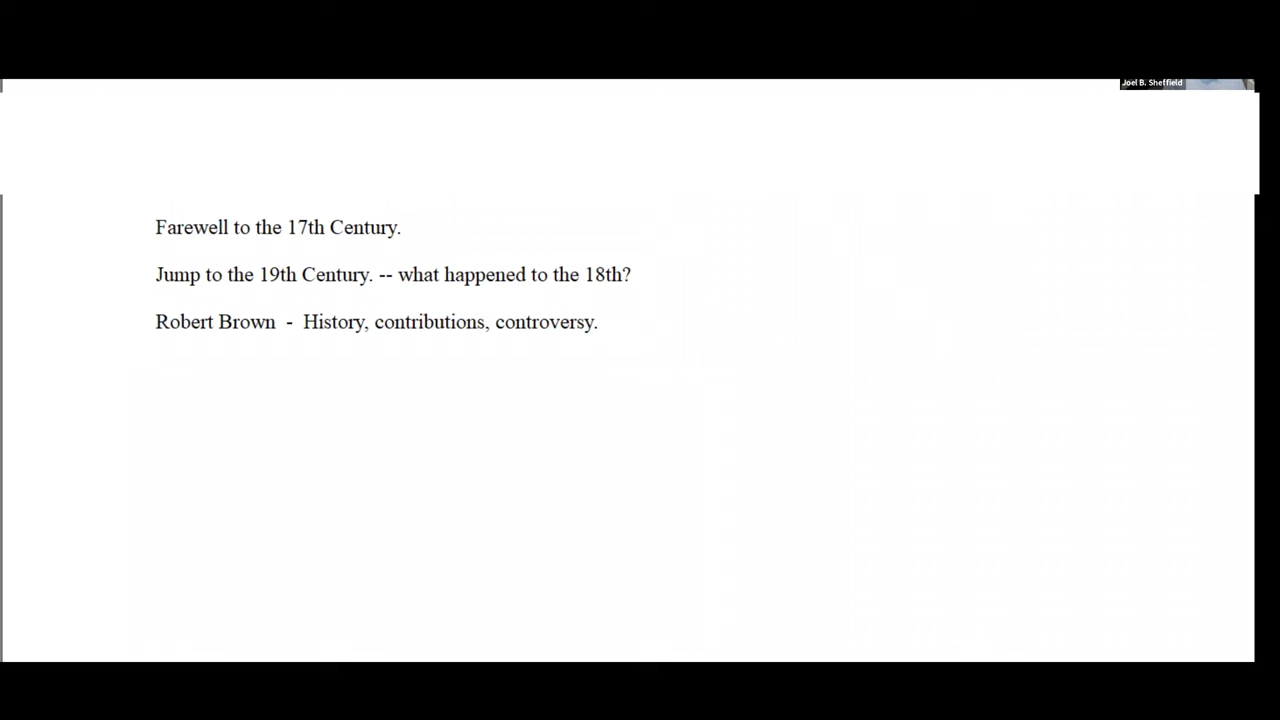 Joel B. Sheffield
Farewell to the 17th Century.
Jump to the 19th Century. -- what happened to the 18th?
Robert Brown - History, contributions, controversy.